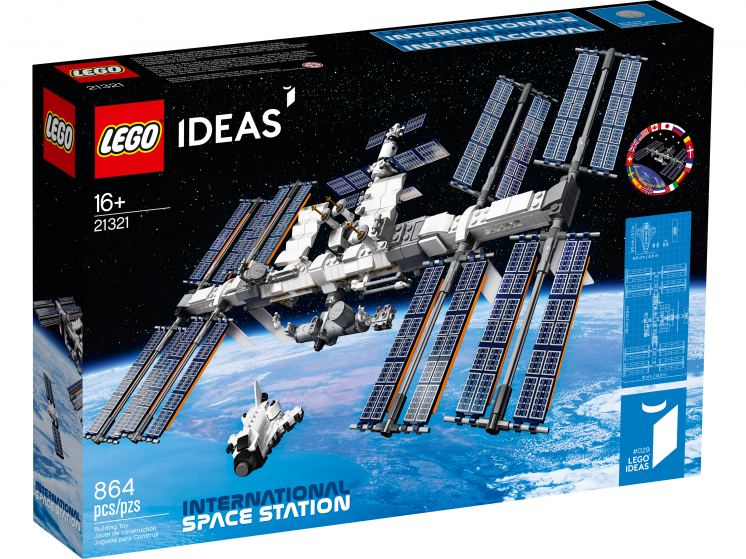 INTERNATIONALE
INTERNACIONAL
LEGO
21321
LEGO
LEGO
IDEAS
16+
21321
#029
LEGO
IDEAS
864
pcs/pzs
Building Toy
Jouet de construction
Juguete para Construir
INTERNATIONAL
SPACE STATION